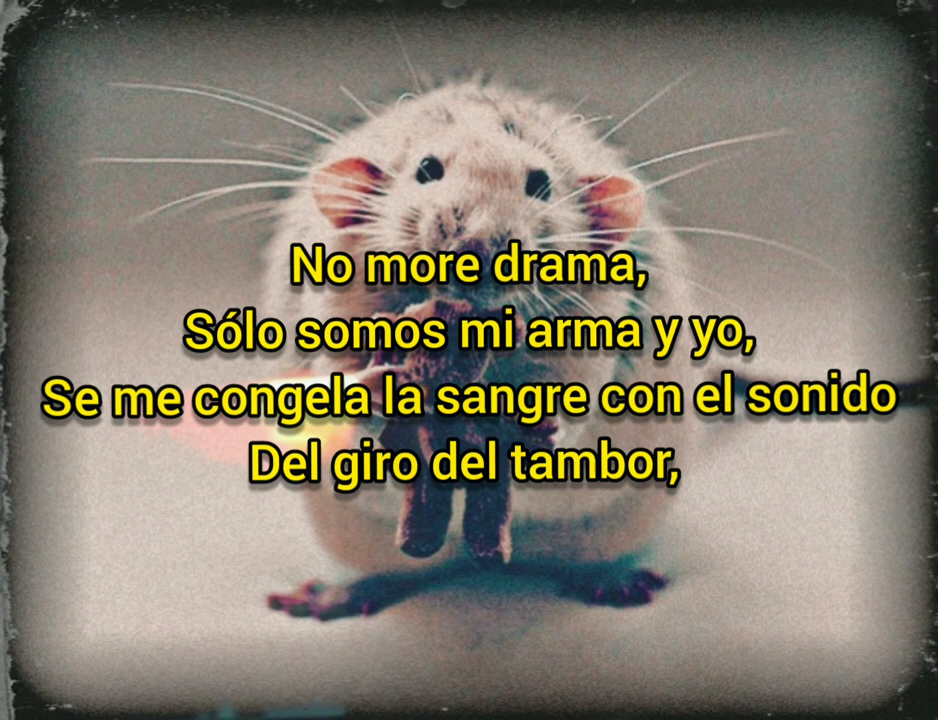 No more drama,
Sólo somos mi arma y yo,
Se me congela la sangre con el sonido
Del giro del tambor,